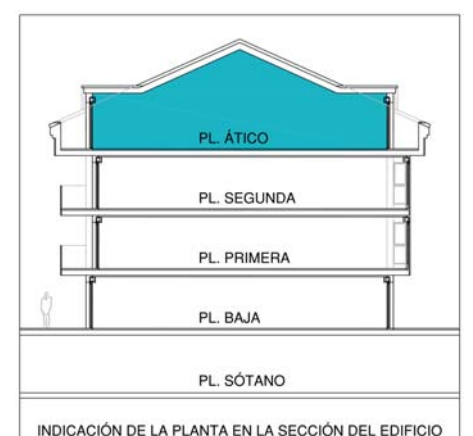 PL. ÁTICO
PL. SEGUNDA
PL. PRIMERA
PL. BAJA
PL. SÓTANO
INDICACIÓN DE LA PLANTA EN LA SECCIÓN DEL EDIFICIO